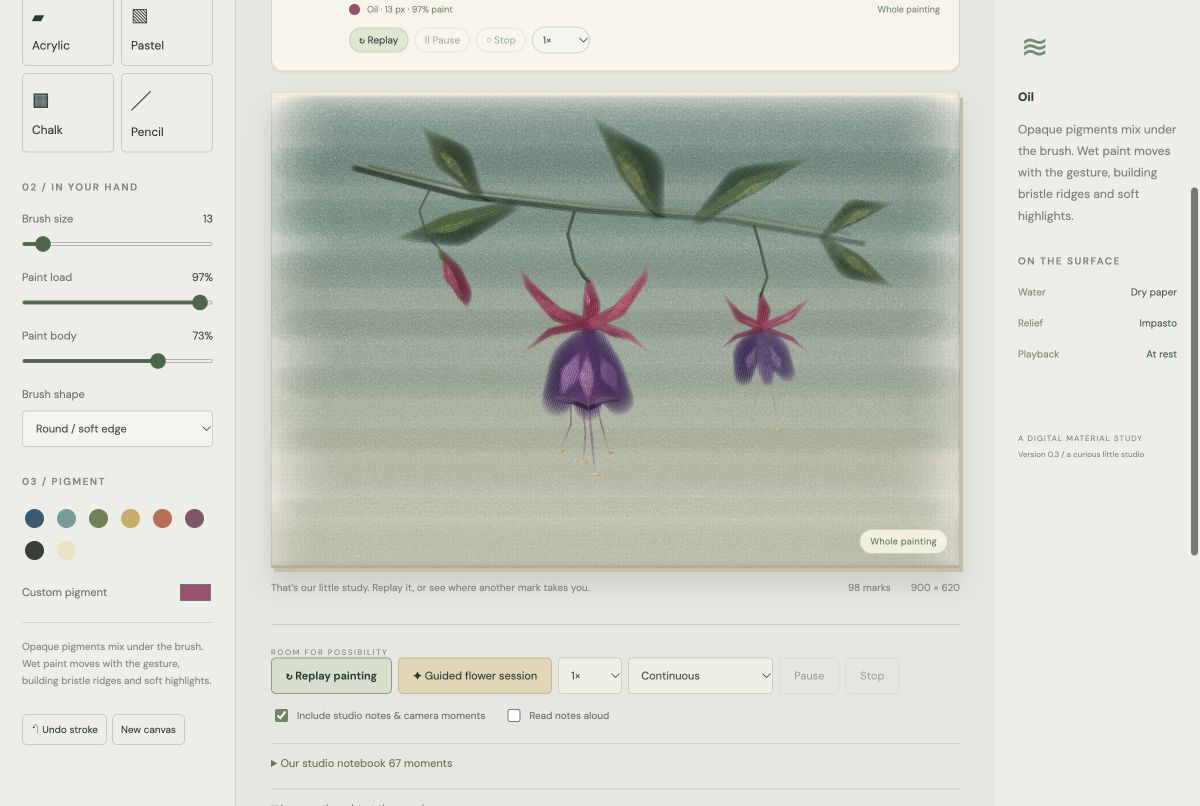 Acrylic
Pastel
Chalk
Pencil
02 / IN YOUR HAND
Brush size 13
Paint load 97%
Paint body 73%
Brush shape
Round / soft edge
03 / PIGMENT
Custom pigment
Opaque pigments mix under the brush.
Wet paint moves with the gesture,
building bristle ridges and soft highlights.
Undo stroke
New canvas
Oil · 13 px · 97% paint
Whole painting
↻ Replay
II Pause
Stop
1×
Whole painting
That's our little study. Replay it, or see where another mark takes you.
98 marks
900 × 620
ROOM FOR POSSIBILITY
↻ Replay painting
✦ Guided flower session
1×
Continuous
Pause
Stop
Include studio notes & camera moments
Read notes aloud
Our studio notebook 67 moments
Oil
Opaque pigments mix under
the brush. Wet paint moves
with the gesture, building
bristle ridges and soft
highlights.
ON THE SURFACE
Water Dry paper
Relief Impasto
Playback At rest
A DIGITAL MATERIAL STUDY
Version 0.3 / a curious little studio